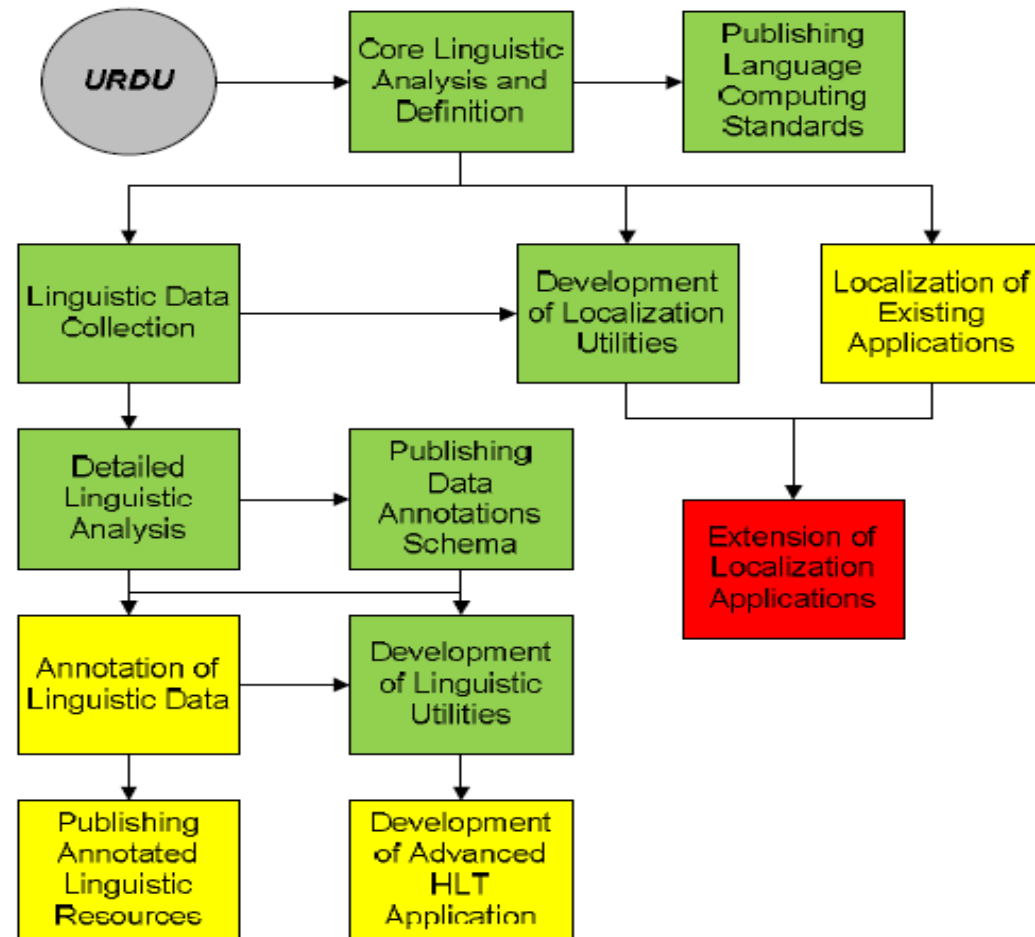 URDU
Core Linguistic
Analysis and
Definition
Publishing
Language
Computing
Standards
Linguistic Data
Collection
Development
of Localization
Utilities
Localization of
Existing
Applications
Detailed
Linguistic
Analysis
Publishing
Data
Annotations
Schema
Extension of
Localization
Applications
Annotation of
Linguistic Data
Development
of Linguistic
Utilities
Publishing
Annotated
Linguistic
Resources
Development
of Advanced
HLT
Application